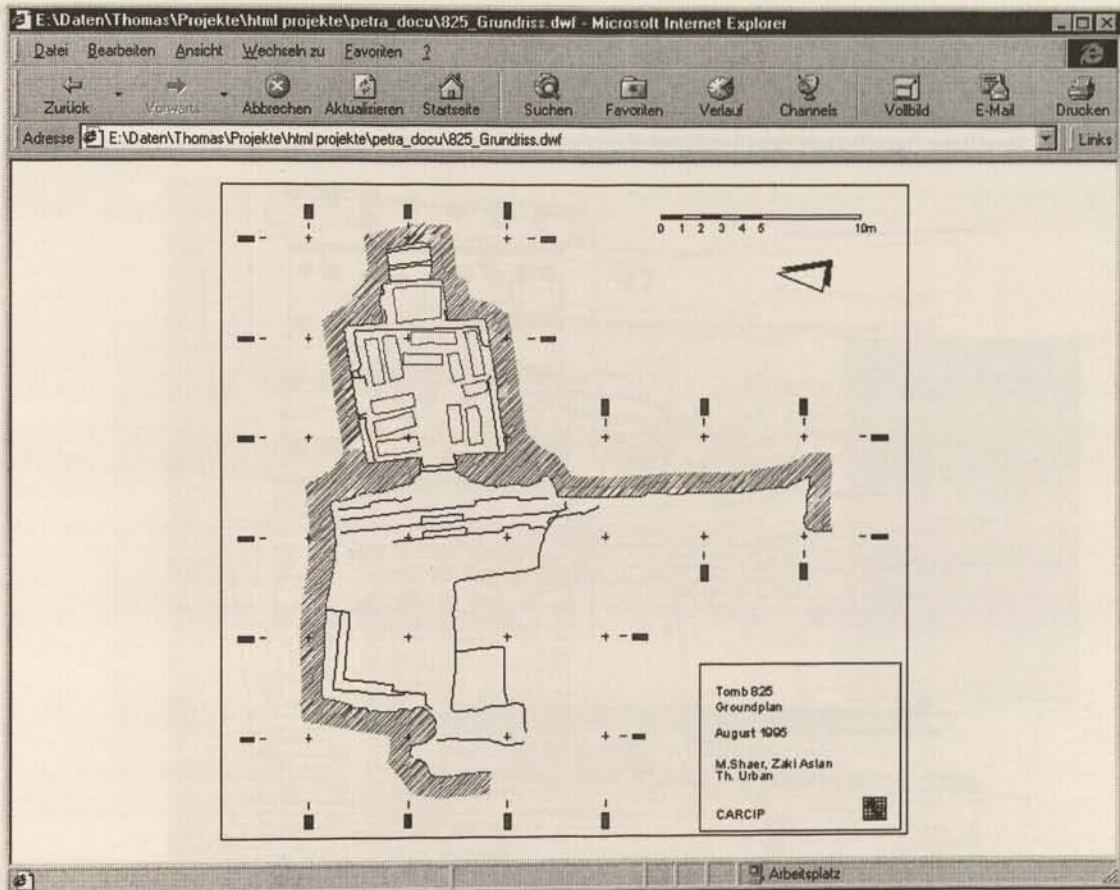 E:\Daten\Thomas\Projekte\html projekte\petra_docu\825_Grundriss.dwf - Microsoft Internet Explorer
Datei Bearbeiten Ansicht Wechseln zu Favoriten ?
Zurück Vorwärts Abbrechen Aktualisieren Startseite Suchen Favoriten Verlauf Channels Vollbild E-Mail Drucken
Adresse E:\Daten\Thomas\Projekte\html projekte\petra_docu\825_Grundriss.dwf Links
0 1 2 3 4 5 10m
Tomb 825
Groundplan
August 1995
M.Shaer, Zaki Aslan
Th. Urban
CARCIP
Arbeitsplatz